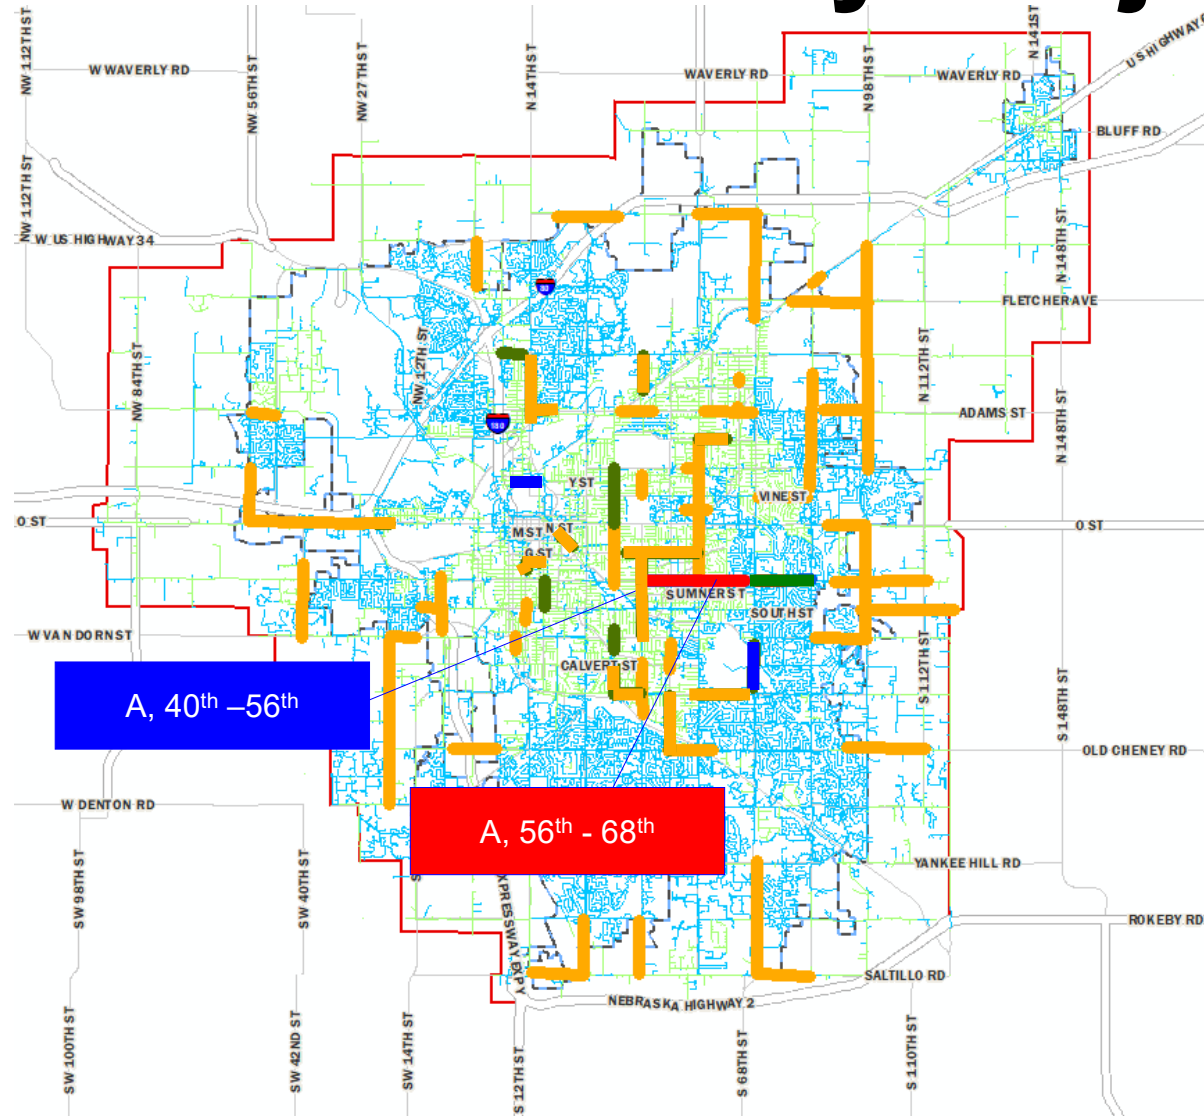 NW 112TH ST
W WAVERLY RD
NW 56TH ST
NW 27TH ST
N 14TH ST
WAVERLY RD
N 98TH ST
WAVERLY RD
N 141ST
US HIGHWAY 6
BLUFF RD
NW 112TH ST
W US HIGHWAY 34
N 148TH ST
80
FLETCHER AVE
NW 84TH ST
NW 12TH ST
N 112TH ST
ADAMS ST
N 148TH ST
180
Y ST
VINE ST
O ST
M ST
N ST
O ST
G ST
SUMNER ST
SOUTH ST
W VAN DORN ST
CALVERT ST
S 112TH ST
A, 40th –56th
S 148TH ST
OLD CHENEY RD
W DENTON RD
A, 56th - 68th
YANKEE HILL RD
SW 98TH ST
SW 40TH ST
S
XPRESSWAY EXPY
ROKEBY RD
SALTILLO RD
NEBRASKA HIGHWAY 2
SW 100TH ST
SW 42ND ST
SW 14TH ST
S 12TH ST
S 68TH ST
S 110TH ST